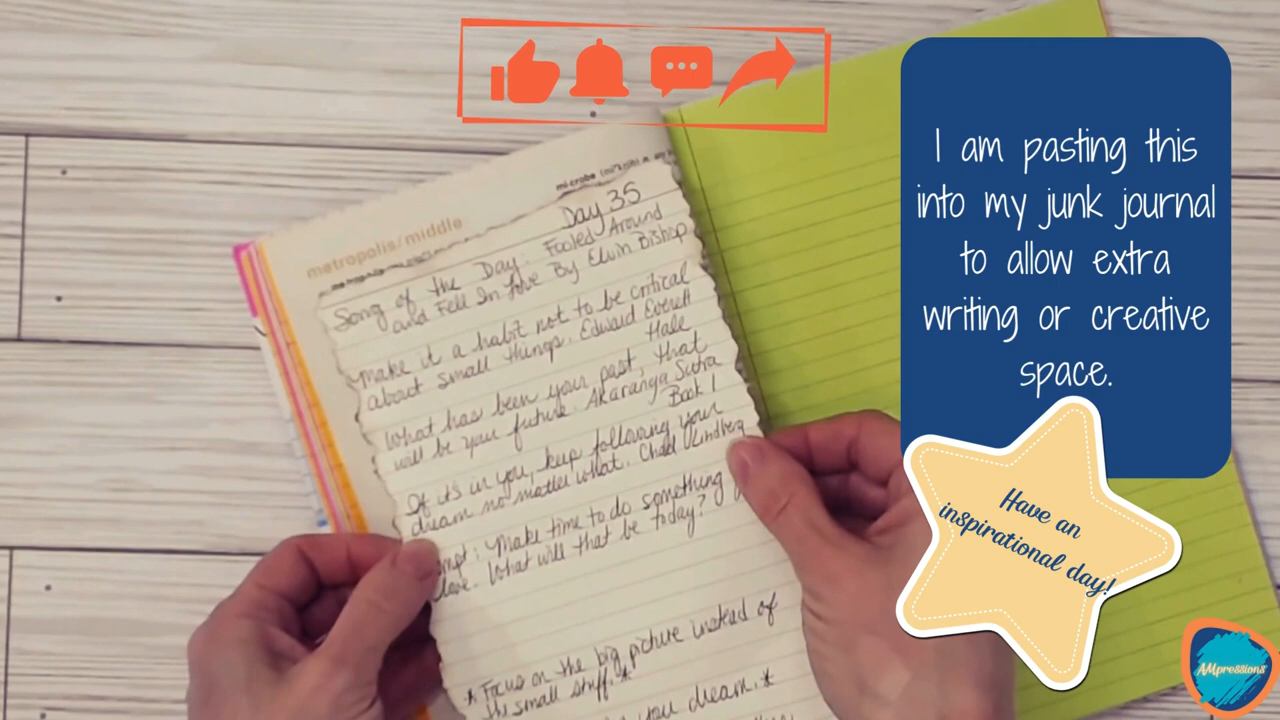 metropolis/middle
Day 35
Song of the Day: Fooled Around
and Fell In Love By Elvin Bishop
Make it a habit not to be critical
about small things. Edward Everett
Hale
What has been your past, that
will be your future. AKaranga Sutra
Book 1
If it's in you, keep following your
dream no matter what. Chad Lindberg
mpt: Make time to do something
love. What will that be today?
*Focus on the big picture instead of
the small stuff.*
you dream.*
I am pasting this
into my junk journal
to allow extra
writing or creative
space.
Have an
inspirational day!
AMpressions